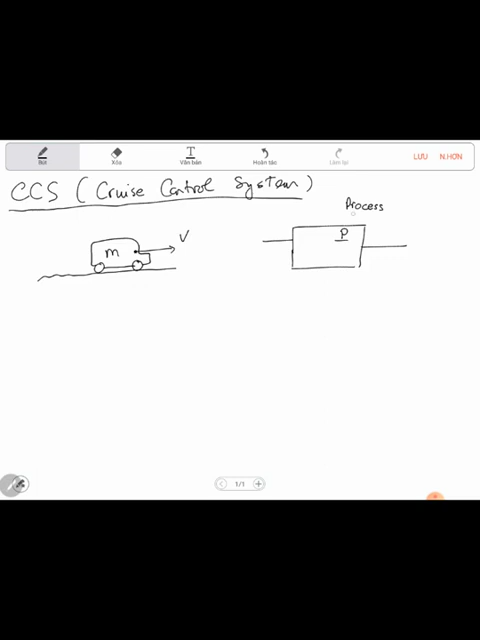 Bút Xóa Văn bản Hoàn tác Làm lại LƯU N.HƠN
CCS ( Cruise Control System )
Process
m
V
P
1/1